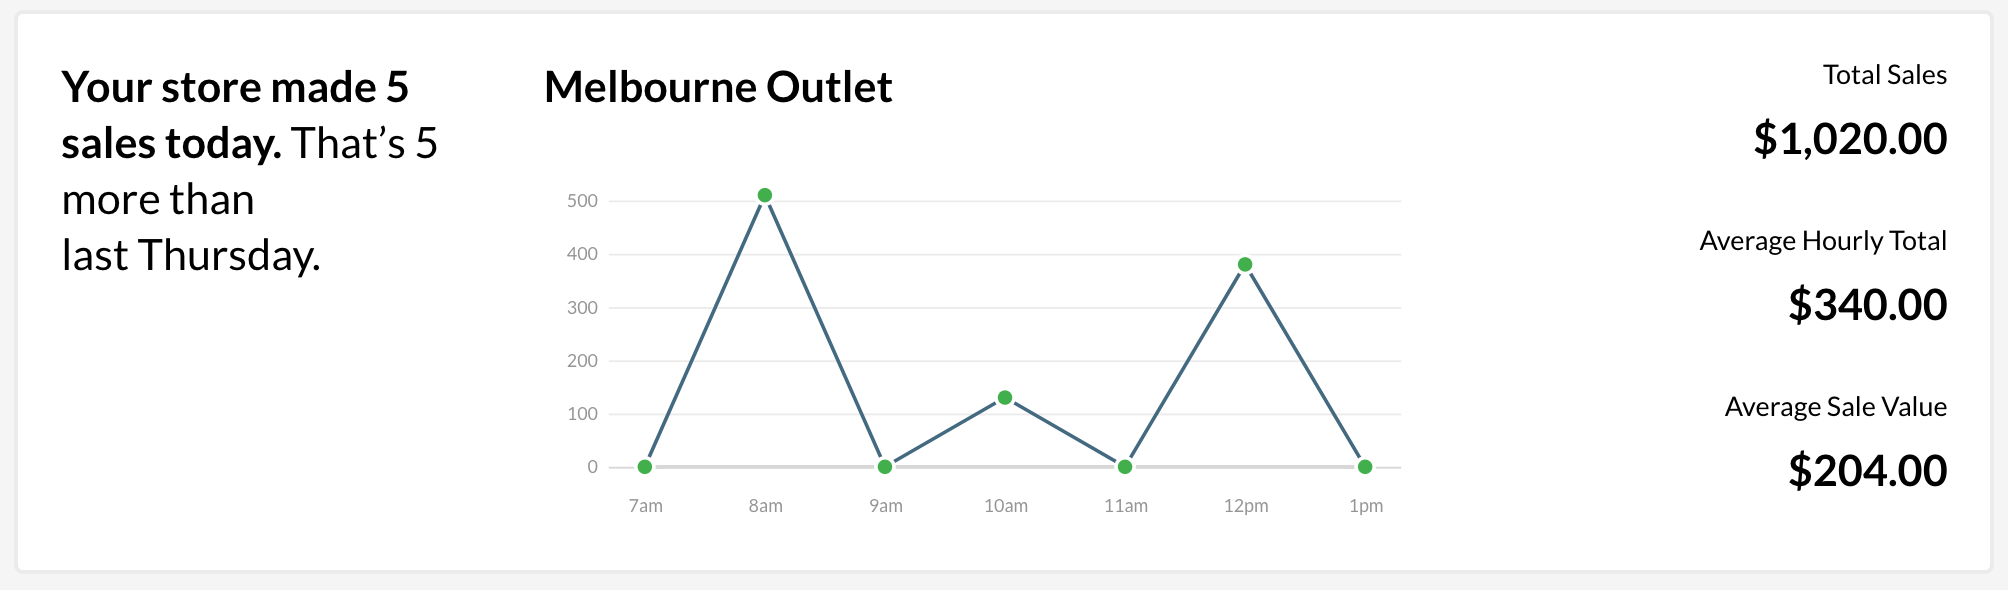 Your store made 5
sales today. That’s 5
more than
last Thursday.
Melbourne Outlet
500
400
300
200
100
0
7am 8am 9am 10am 11am 12pm 1pm
Total Sales
$1,020.00
Average Hourly Total
$340.00
Average Sale Value
$204.00